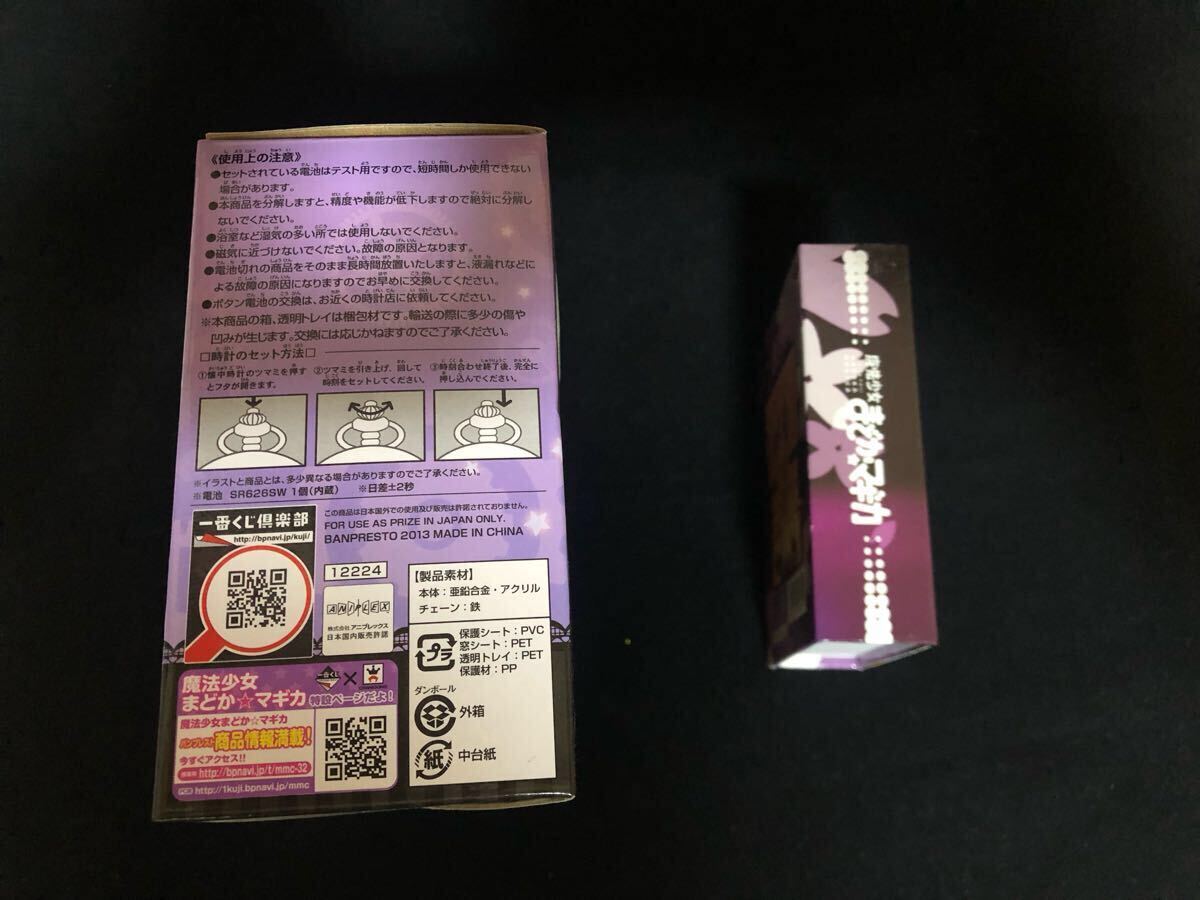 《使用上の注意》
●セットされている電池はテスト用ですので、短時間しか使用できない
場合があります。
●本商品を分解しますと、精度や機能が低下しますので絶対に分解し
ないでください。
●浴室など湿気の多い所では使用しないでください。
●磁気に近づけないでください。故障の原因となります。
●電池切れの商品をそのまま長時間放置いたしますと、液漏れなどに
よる故障の原因になりますのでお早めに交換してください。
●ボタン電池の交換は、お近くの時計店に依頼してください。
※本商品の箱、透明トレイは梱包材です。輸送の際に多少の傷や
凹みが生じます。交換には応じかねますのでご了承ください。
□時計のセット方法□
①懐中時計のツマミを押す
とフタが開きます。
②ツマミを引き上げ、回して
時刻をセットしてください。
③時刻合わせ終了後、完全に
押し込んでください。
※イラストと商品とは、多少異なる場合がありますのでご了承ください。
※電池 SR626SW 1個(内蔵) ※日差±2秒
この商品は日本国外での使用及び販売は許諾されておりません。
FOR USE AS PRIZE IN JAPAN ONLY.
BANPRESTO 2013 MADE IN CHINA
一番くじ倶楽部
http://bpnavi.jp/kuji/
12224
ANIPLEX
株式会社アニプレックス
日本国内販売許諾
【製品素材】
本体:亜鉛合金・アクリル
チェーン:鉄
プラ
保護シート:PVC
窓シート:PET
透明トレイ:PET
保護材:PP
ダンボール
外箱
紙
中台紙
魔法少女
まどか☆マギカ
一番くじ
×
特設ページだよ!
魔法少女まどか☆マギカ
バンプレスト商品情報満載!
今すぐアクセス!!
http://bpnavi.jp/t/mmc-32
PC用 http://1kuji.bpnavi.jp/mmc
魔法少女
まどか☆マギカ